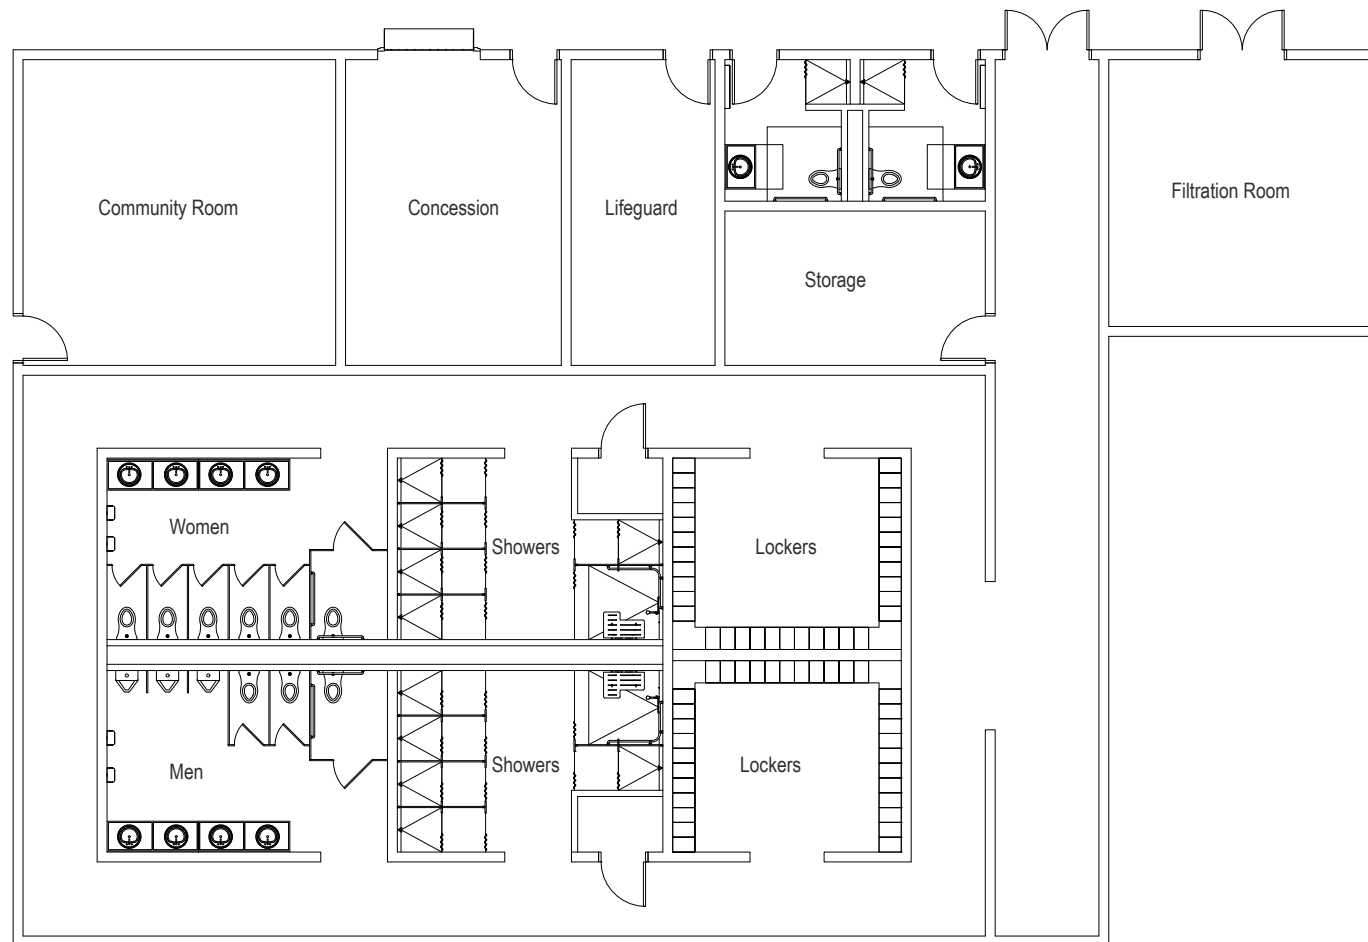 Community Room
Concession
Lifeguard
Filtration Room
Storage
Women
Showers
Lockers
Men
Showers
Lockers